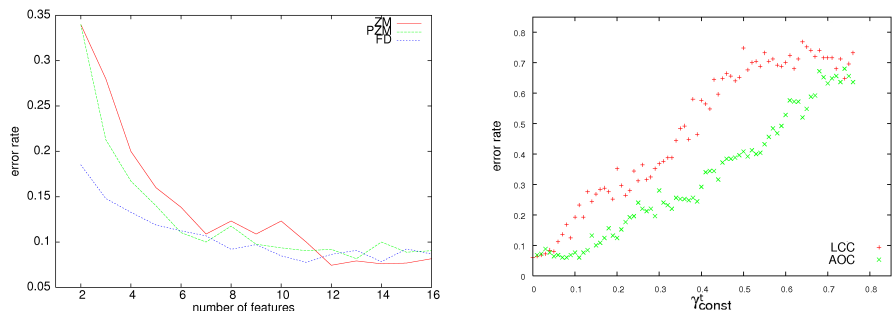 0.35
0.3
0.25
0.2
0.15
0.1
0.05
error rate
2 4 6 8 10 12 14 16
number of features
ZM
PZM
FD
0.8
0.7
0.6
0.5
0.4
0.3
0.2
0.1
0
error rate
0 0.1 0.2 0.3 0.4 0.5 0.6 0.7 0.8
γ^t_const
LCC
AOC